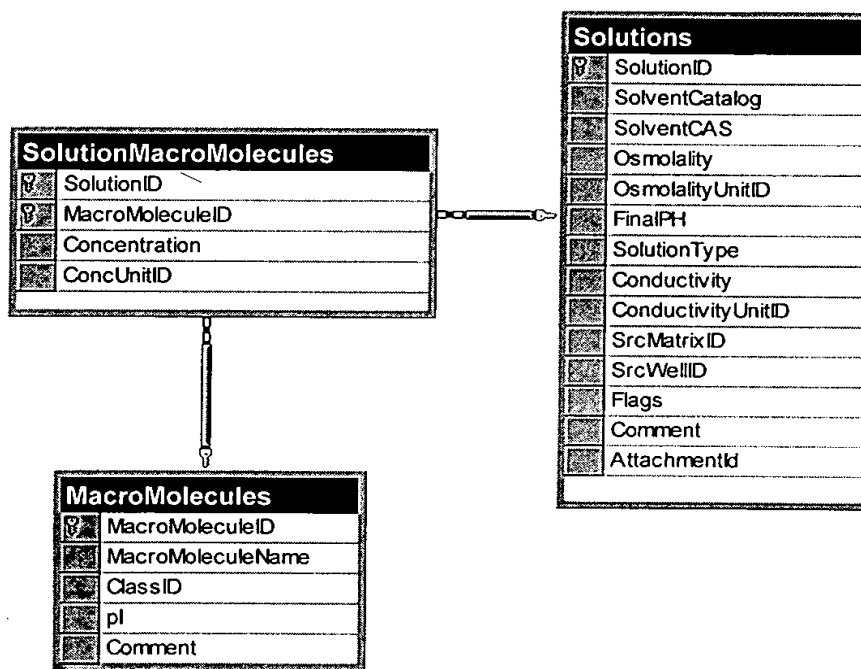 Solutions
SolutionID
SolventCatalog
SolventCAS
Osmolality
OsmolalityUnitID
FinalPH
SolutionType
Conductivity
ConductivityUnitID
SrcMatrixID
SrcWellID
Flags
Comment
AttachmentId
SolutionMacroMolecules
SolutionID
MacroMoleculeID
Concentration
ConcUnitID
MacroMolecules
MacroMoleculeID
MacroMoleculeName
ClassID
pI
Comment